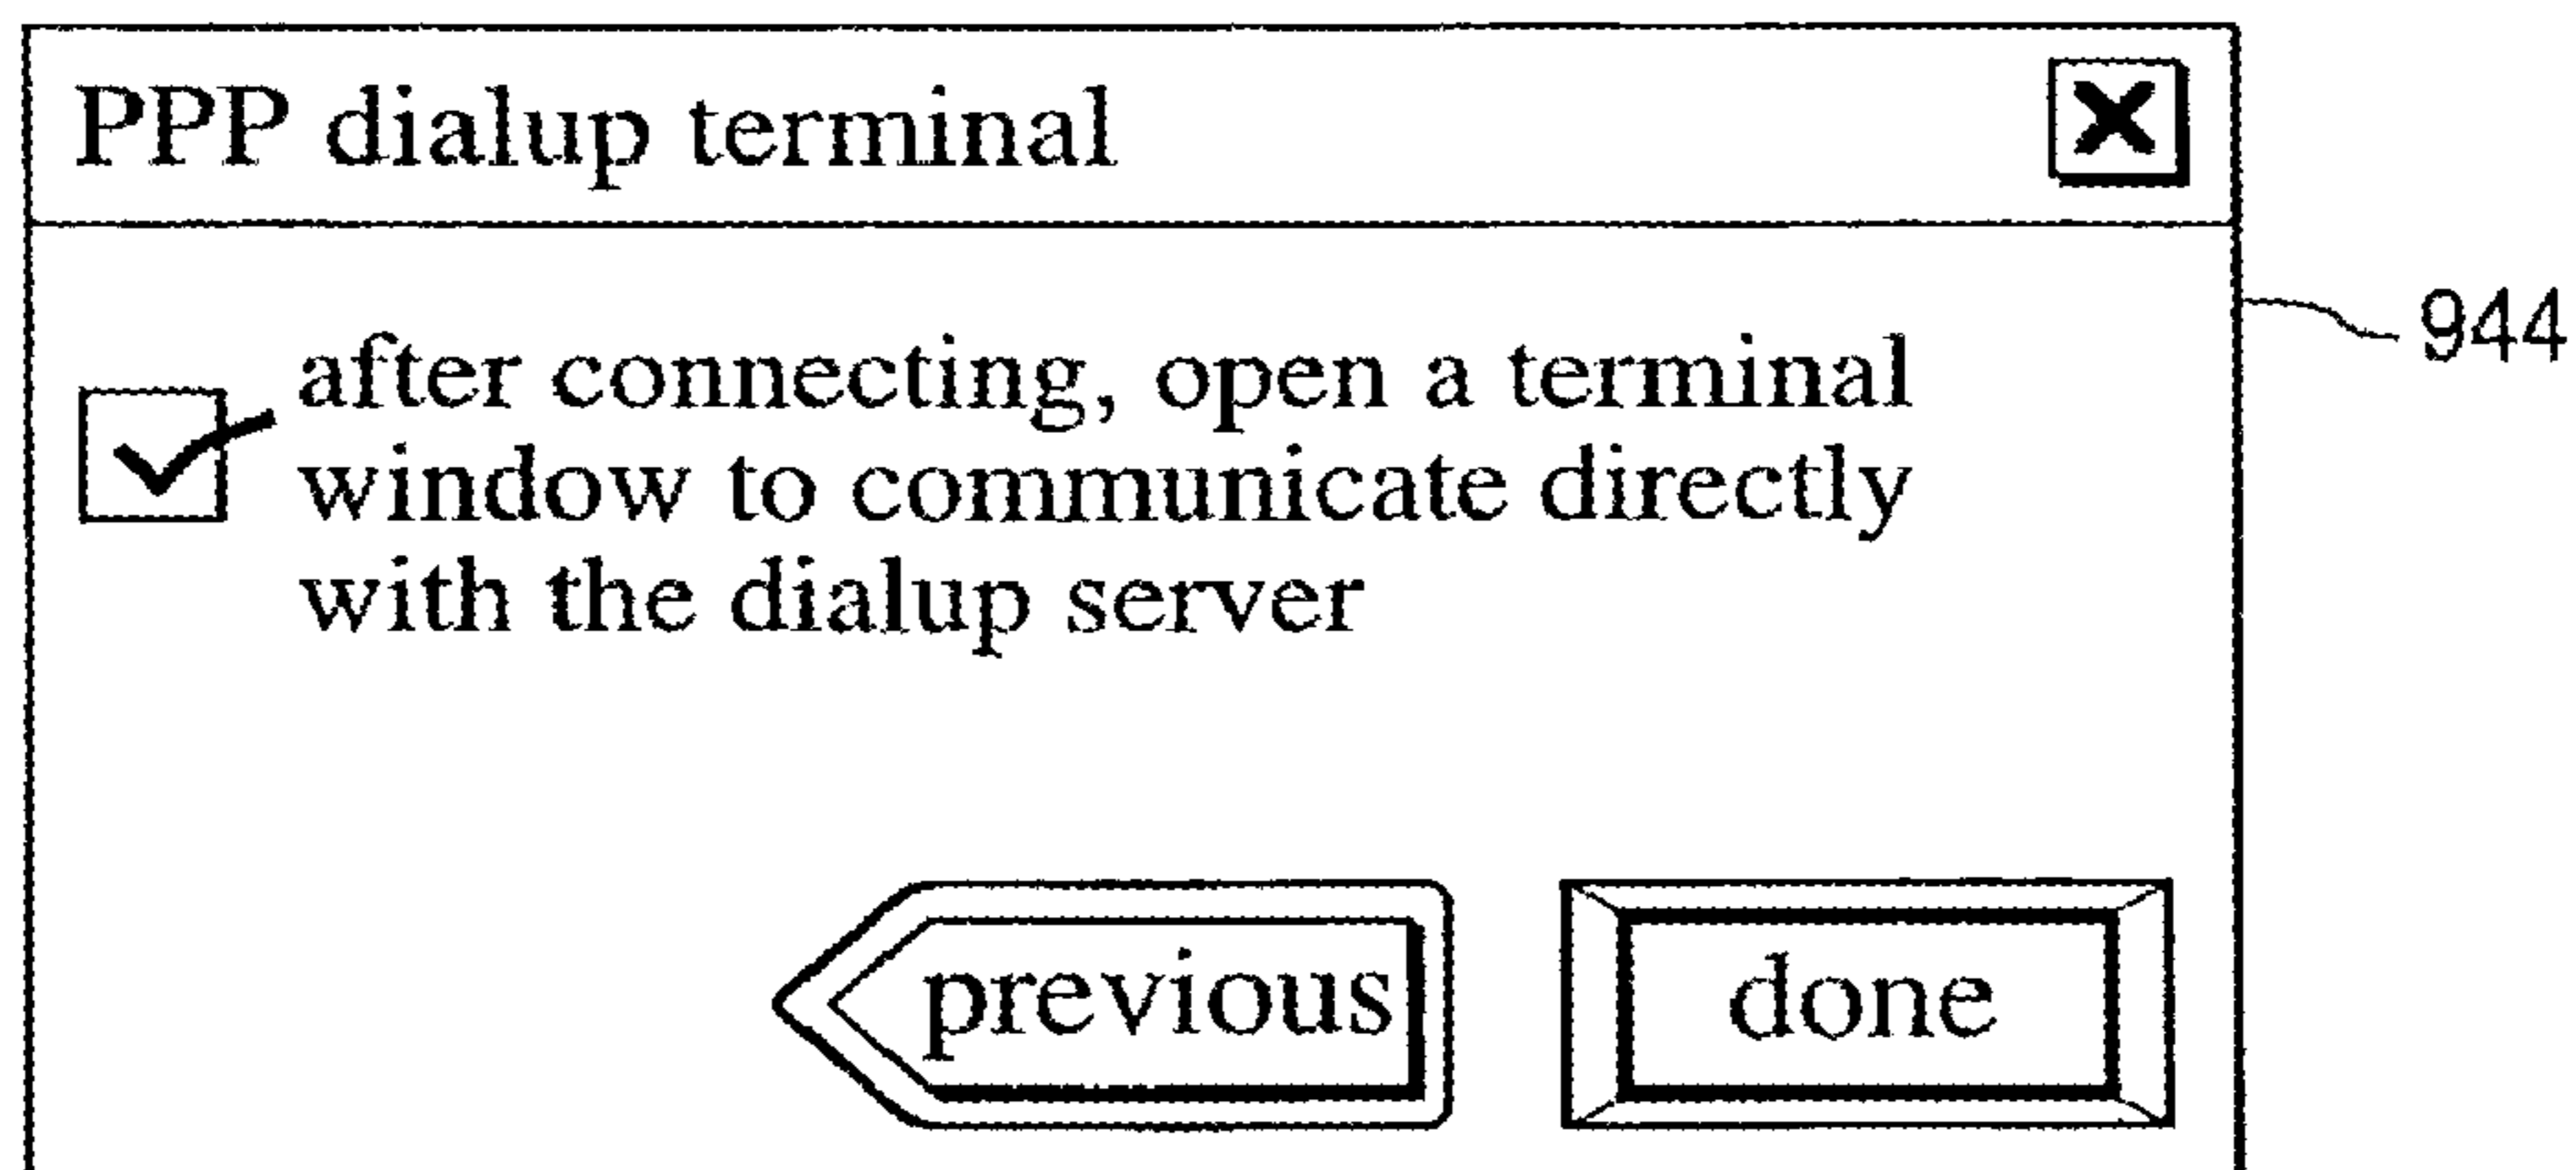 PPP dialup terminal
after connecting, open a terminal
window to communicate directly
with the dialup server
944
previous
done